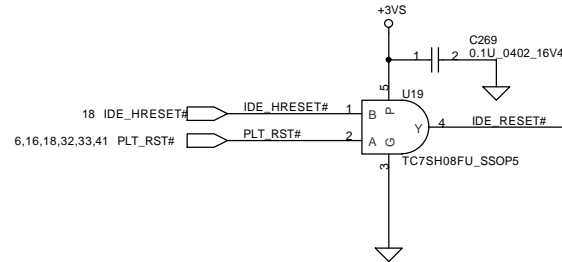 +3VS
C269
1 2 0.1U_0402_16V4
5
U19
18 IDE_HRESET# IDE_HRESET# 1 B P
Y 4 IDE_RESET#
6,16,18,32,33,41 PLT_RST# PLT_RST# 2 A G
TC7SH08FU_SSOP5
3